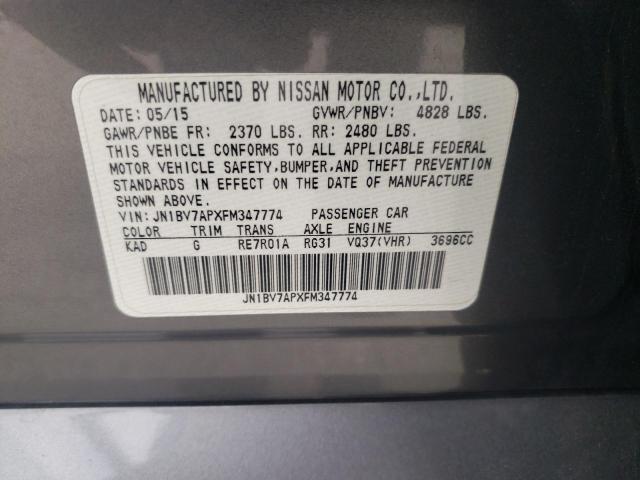 MANUFACTURED BY NISSAN MOTOR CO.,LTD.
DATE: 05/15 GVWR/PNBV: 4828 LBS.
GAWR/PNBE FR: 2370 LBS. RR: 2480 LBS.
THIS VEHICLE CONFORMS TO ALL APPLICABLE FEDERAL
MOTOR VEHICLE SAFETY, BUMPER, AND THEFT PREVENTION
STANDARDS IN EFFECT ON THE DATE OF MANUFACTURE
SHOWN ABOVE.
VIN: JN1BV7APXFM347774 PASSENGER CAR
COLOR TRIM TRANS AXLE ENGINE
KAD G RE7R01A RG31 VQ37(VHR) 3696CC
JN1BV7APXFM347774